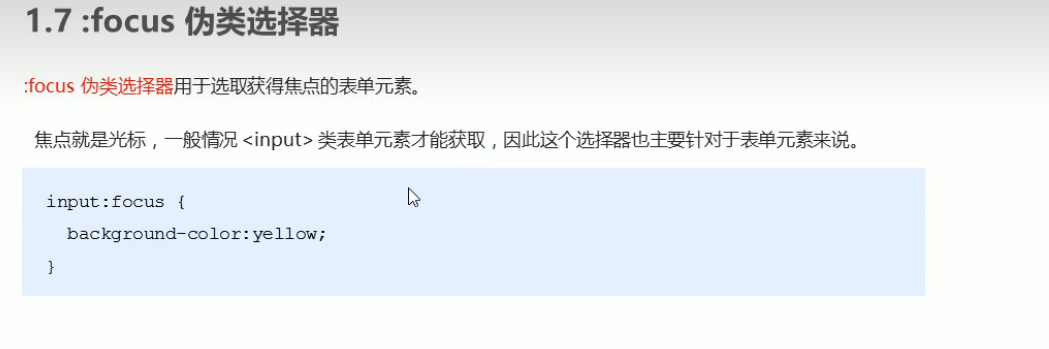 1.7 :focus 伪类选择器
:focus 伪类选择器用于选取获得焦点的表单元素。
焦点就是光标，一般情况 <input> 类表单元素才能获取，因此这个选择器也主要针对于表单元素来说。
input:focus {
background-color:yellow;
}